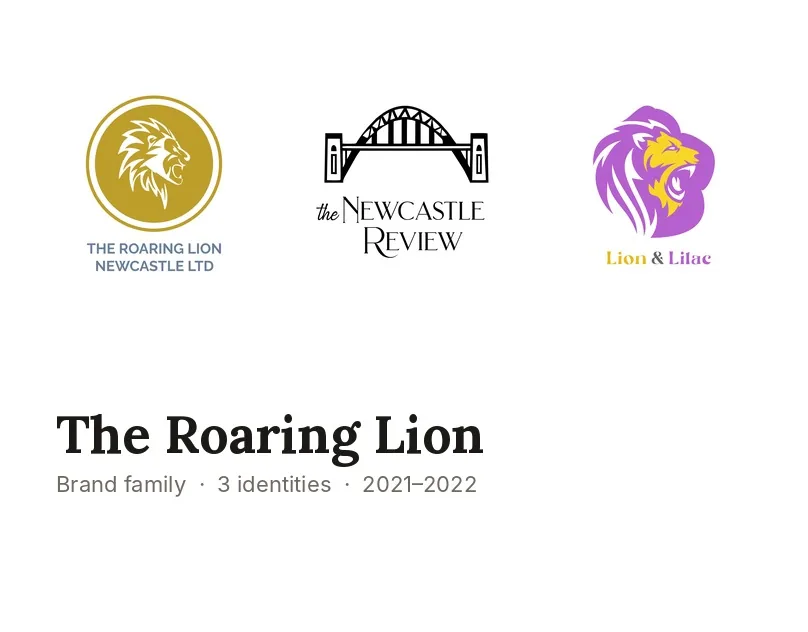 THE ROARING LION
NEWCASTLE LTD
the NEWCASTLE
REVIEW
Lion & Lilac
The Roaring Lion
Brand family · 3 identities · 2021–2022